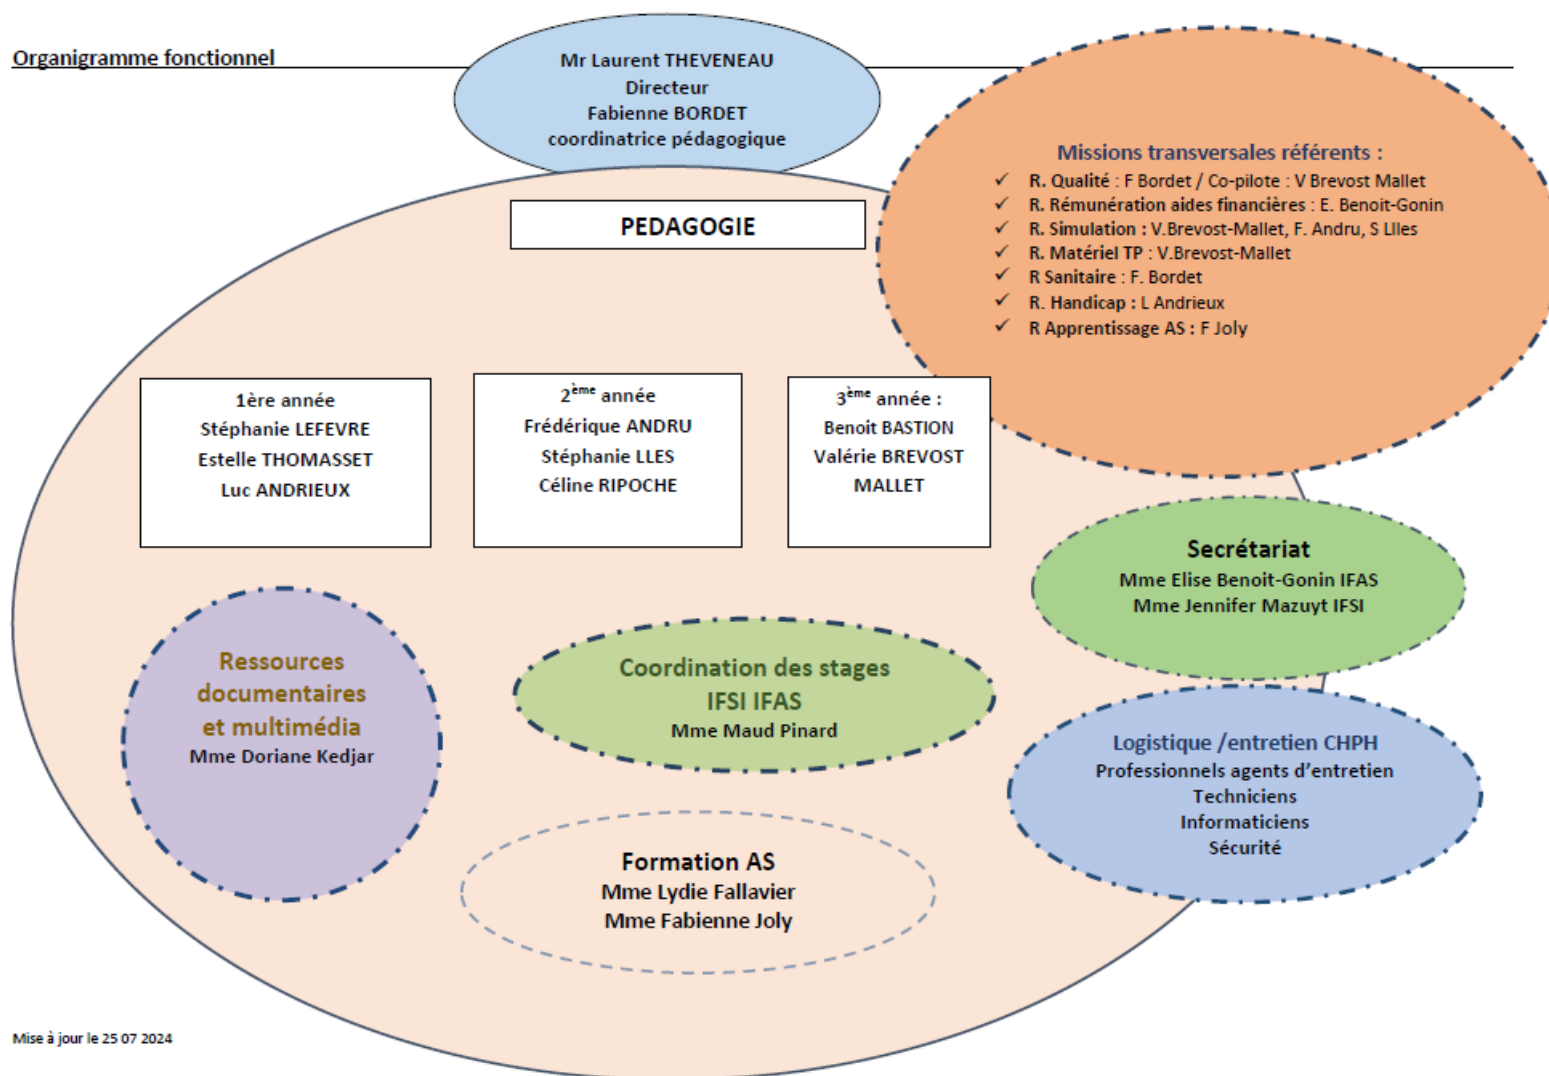 Organigramme fonctionnel
Mr Laurent THEVENEAU
Directeur
Fabienne BORDET
coordinatrice pédagogique
Missions transversales référents :
✓ R. Qualité : F Bordet / Co-pilote : V Brevost Mallet
✓ R. Rémunération aides financières : E. Benoit-Gonin
✓ R. Simulation : V.Brevost-Mallet, F. Andru, S Llles
✓ R. Matériel TP : V.Brevost-Mallet
✓ R Sanitaire : F. Bordet
✓ R. Handicap : L Andrieux
✓ R Apprentissage AS : F Joly
PEDAGOGIE
1ère année
Stéphanie LEFEVRE
Estelle THOMASSET
Luc ANDRIEUX
2ème année
Frédérique ANDRU
Stéphanie LLES
Céline RIPOCHE
3ème année :
Benoit BASTION
Valérie BREVOST
MALLET
Secrétariat
Mme Elise Benoit-Gonin IFAS
Mme Jennifer Mazuyt IFSI
Ressources
documentaires
et multimédia
Mme Doriane Kedjar
Coordination des stages
IFSI IFAS
Mme Maud Pinard
Logistique /entretien CHPH
Professionnels agents d'entretien
Techniciens
Informaticiens
Sécurité
Formation AS
Mme Lydie Fallavier
Mme Fabienne Joly
Mise à jour le 25 07 2024